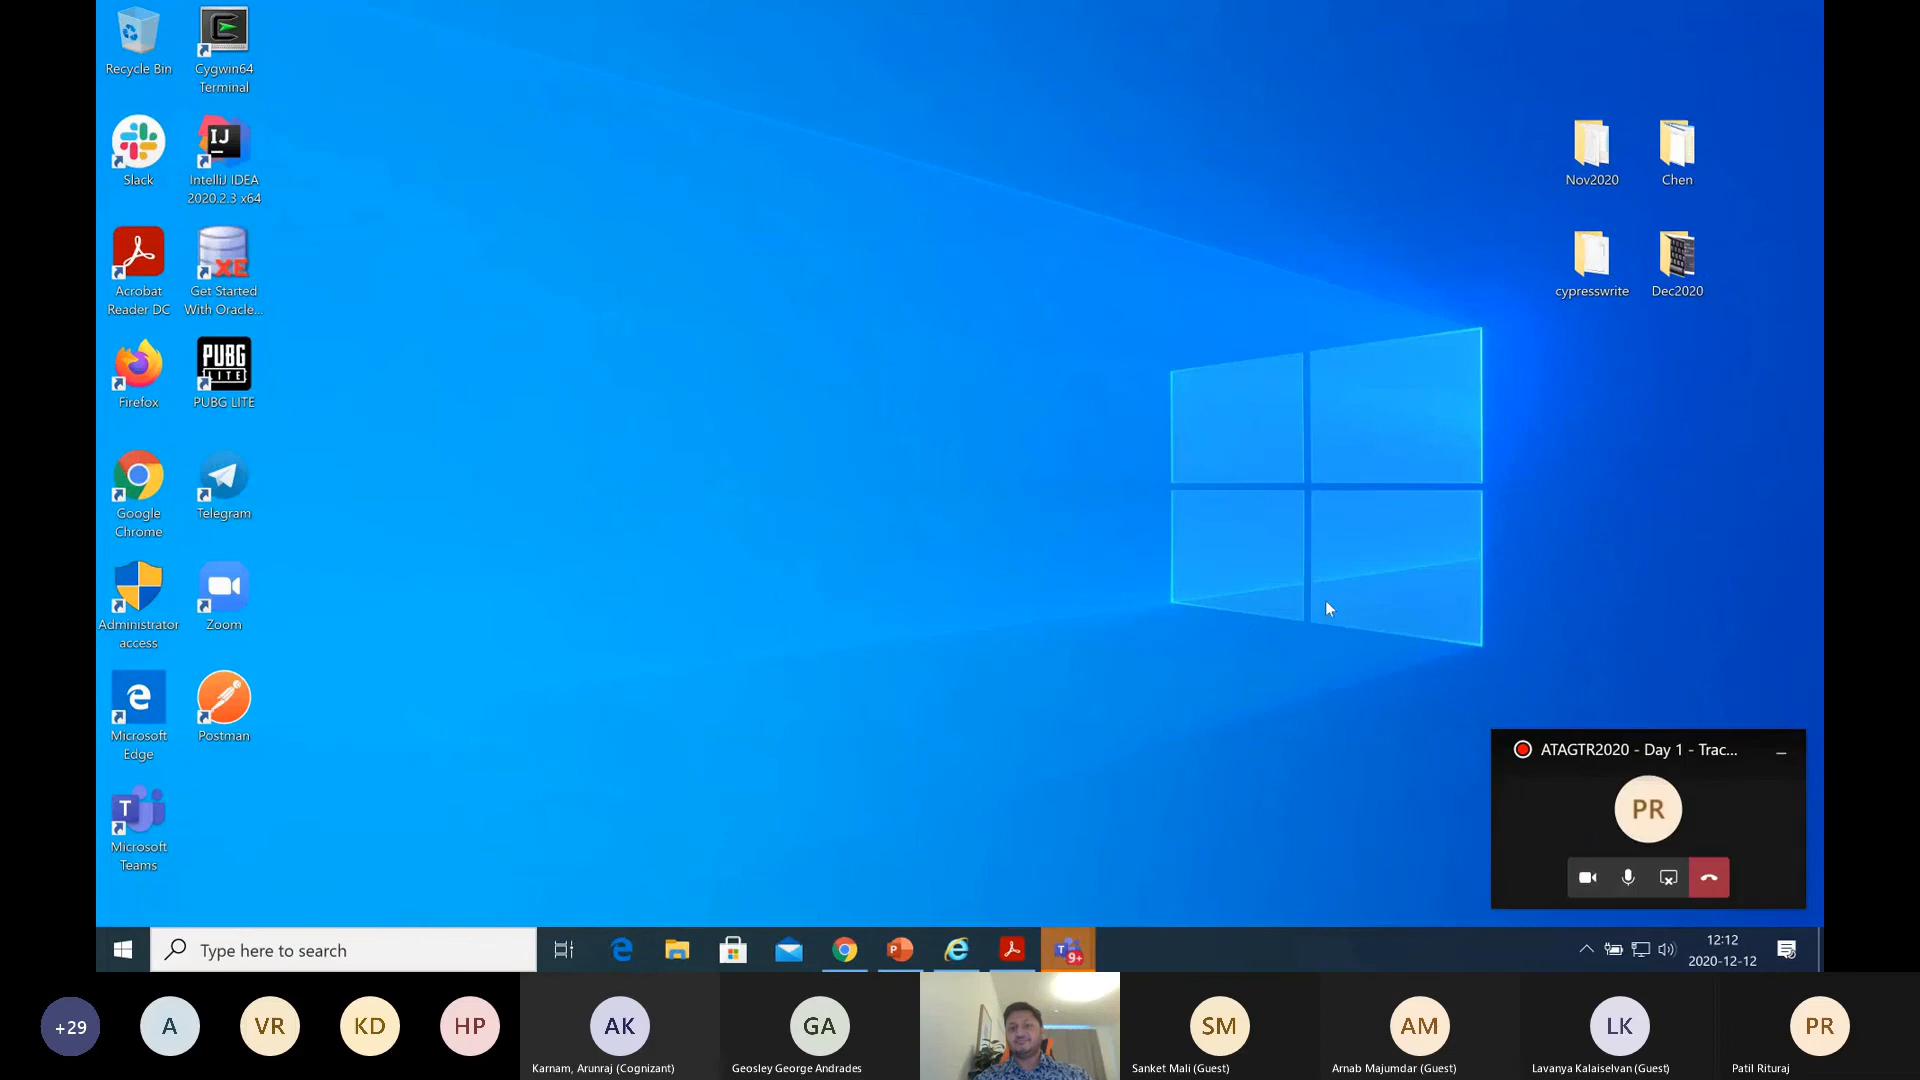 Recycle Bin
Cygwin64
Terminal
Slack
IJ
IntelliJ IDEA
2020.2.3 x64
Acrobat
Reader DC
XE
Get Started
With Oracle...
Firefox
PUBG
LITE
PUBG LITE
Google
Chrome
Telegram
Administrator
access
Zoom
Microsoft
Edge
Postman
T
Microsoft
Teams
Nov2020
Chen
cypresswrite
Dec2020
ATAGTR2020 - Day 1 - Trac...
PR
Type here to search
9+
12:12
2020-12-12
+29
A
VR
KD
HP
AK
Karnam, Arunraj (Cognizant)
GA
Geosley George Andrades
SM
Sanket Mali (Guest)
AM
Arnab Majumdar (Guest)
LK
Lavanya Kalaiselvan (Guest)
PR
Patil Rituraj